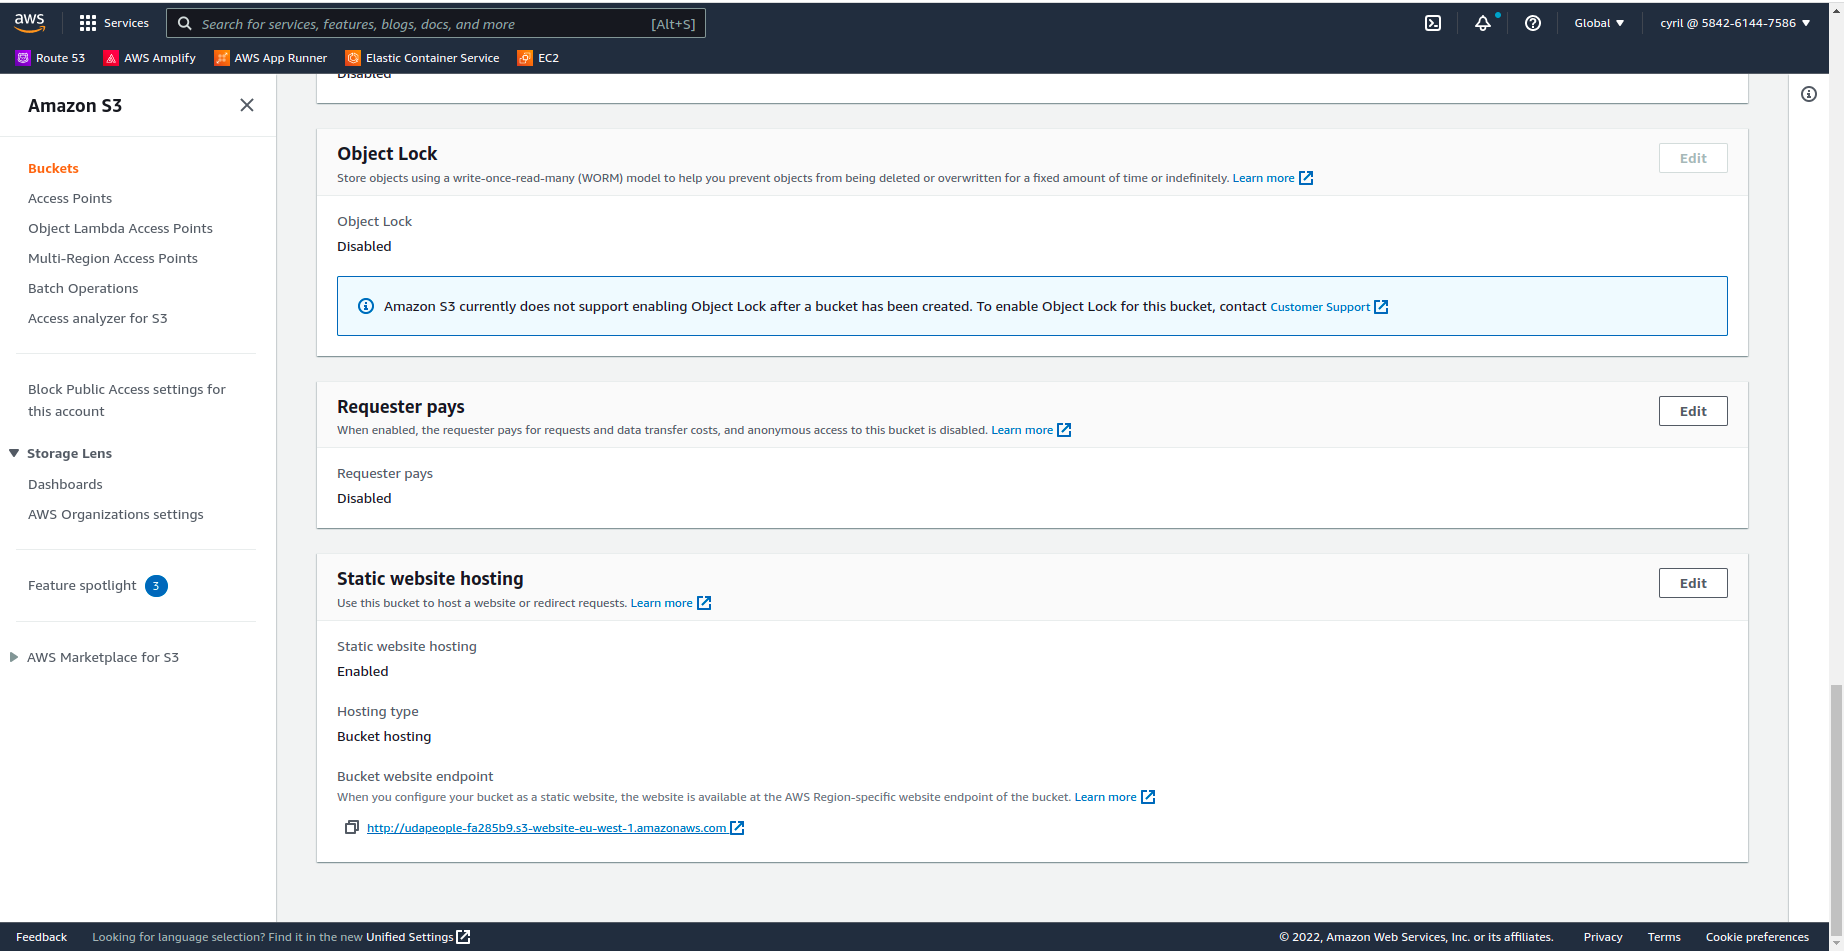 aws
Services
Search for services, features, blogs, docs, and more [Alt+S]
Global
cyril @ 5842-6144-7586
Route 53
AWS Amplify
AWS App Runner
Elastic Container Service
EC2
Amazon S3
Buckets
Access Points
Object Lambda Access Points
Multi-Region Access Points
Batch Operations
Access analyzer for S3
Block Public Access settings for
this account
Storage Lens
Dashboards
AWS Organizations settings
Feature spotlight 3
AWS Marketplace for S3
Disabled
Object Lock
Edit
Store objects using a write-once-read-many (WORM) model to help you prevent objects from being deleted or overwritten for a fixed amount of time or indefinitely. Learn more
Object Lock
Disabled
Amazon S3 currently does not support enabling Object Lock after a bucket has been created. To enable Object Lock for this bucket, contact Customer Support
Requester pays
Edit
When enabled, the requester pays for requests and data transfer costs, and anonymous access to this bucket is disabled. Learn more
Requester pays
Disabled
Static website hosting
Edit
Use this bucket to host a website or redirect requests. Learn more
Static website hosting
Enabled
Hosting type
Bucket hosting
Bucket website endpoint
When you configure your bucket as a static website, the website is available at the AWS Region-specific website endpoint of the bucket. Learn more
http://udapeople-fa285b9.s3-website-eu-west-1.amazonaws.com
Feedback
Looking for language selection? Find it in the new Unified Settings
© 2022, Amazon Web Services, Inc. or its affiliates.
Privacy
Terms
Cookie preferences